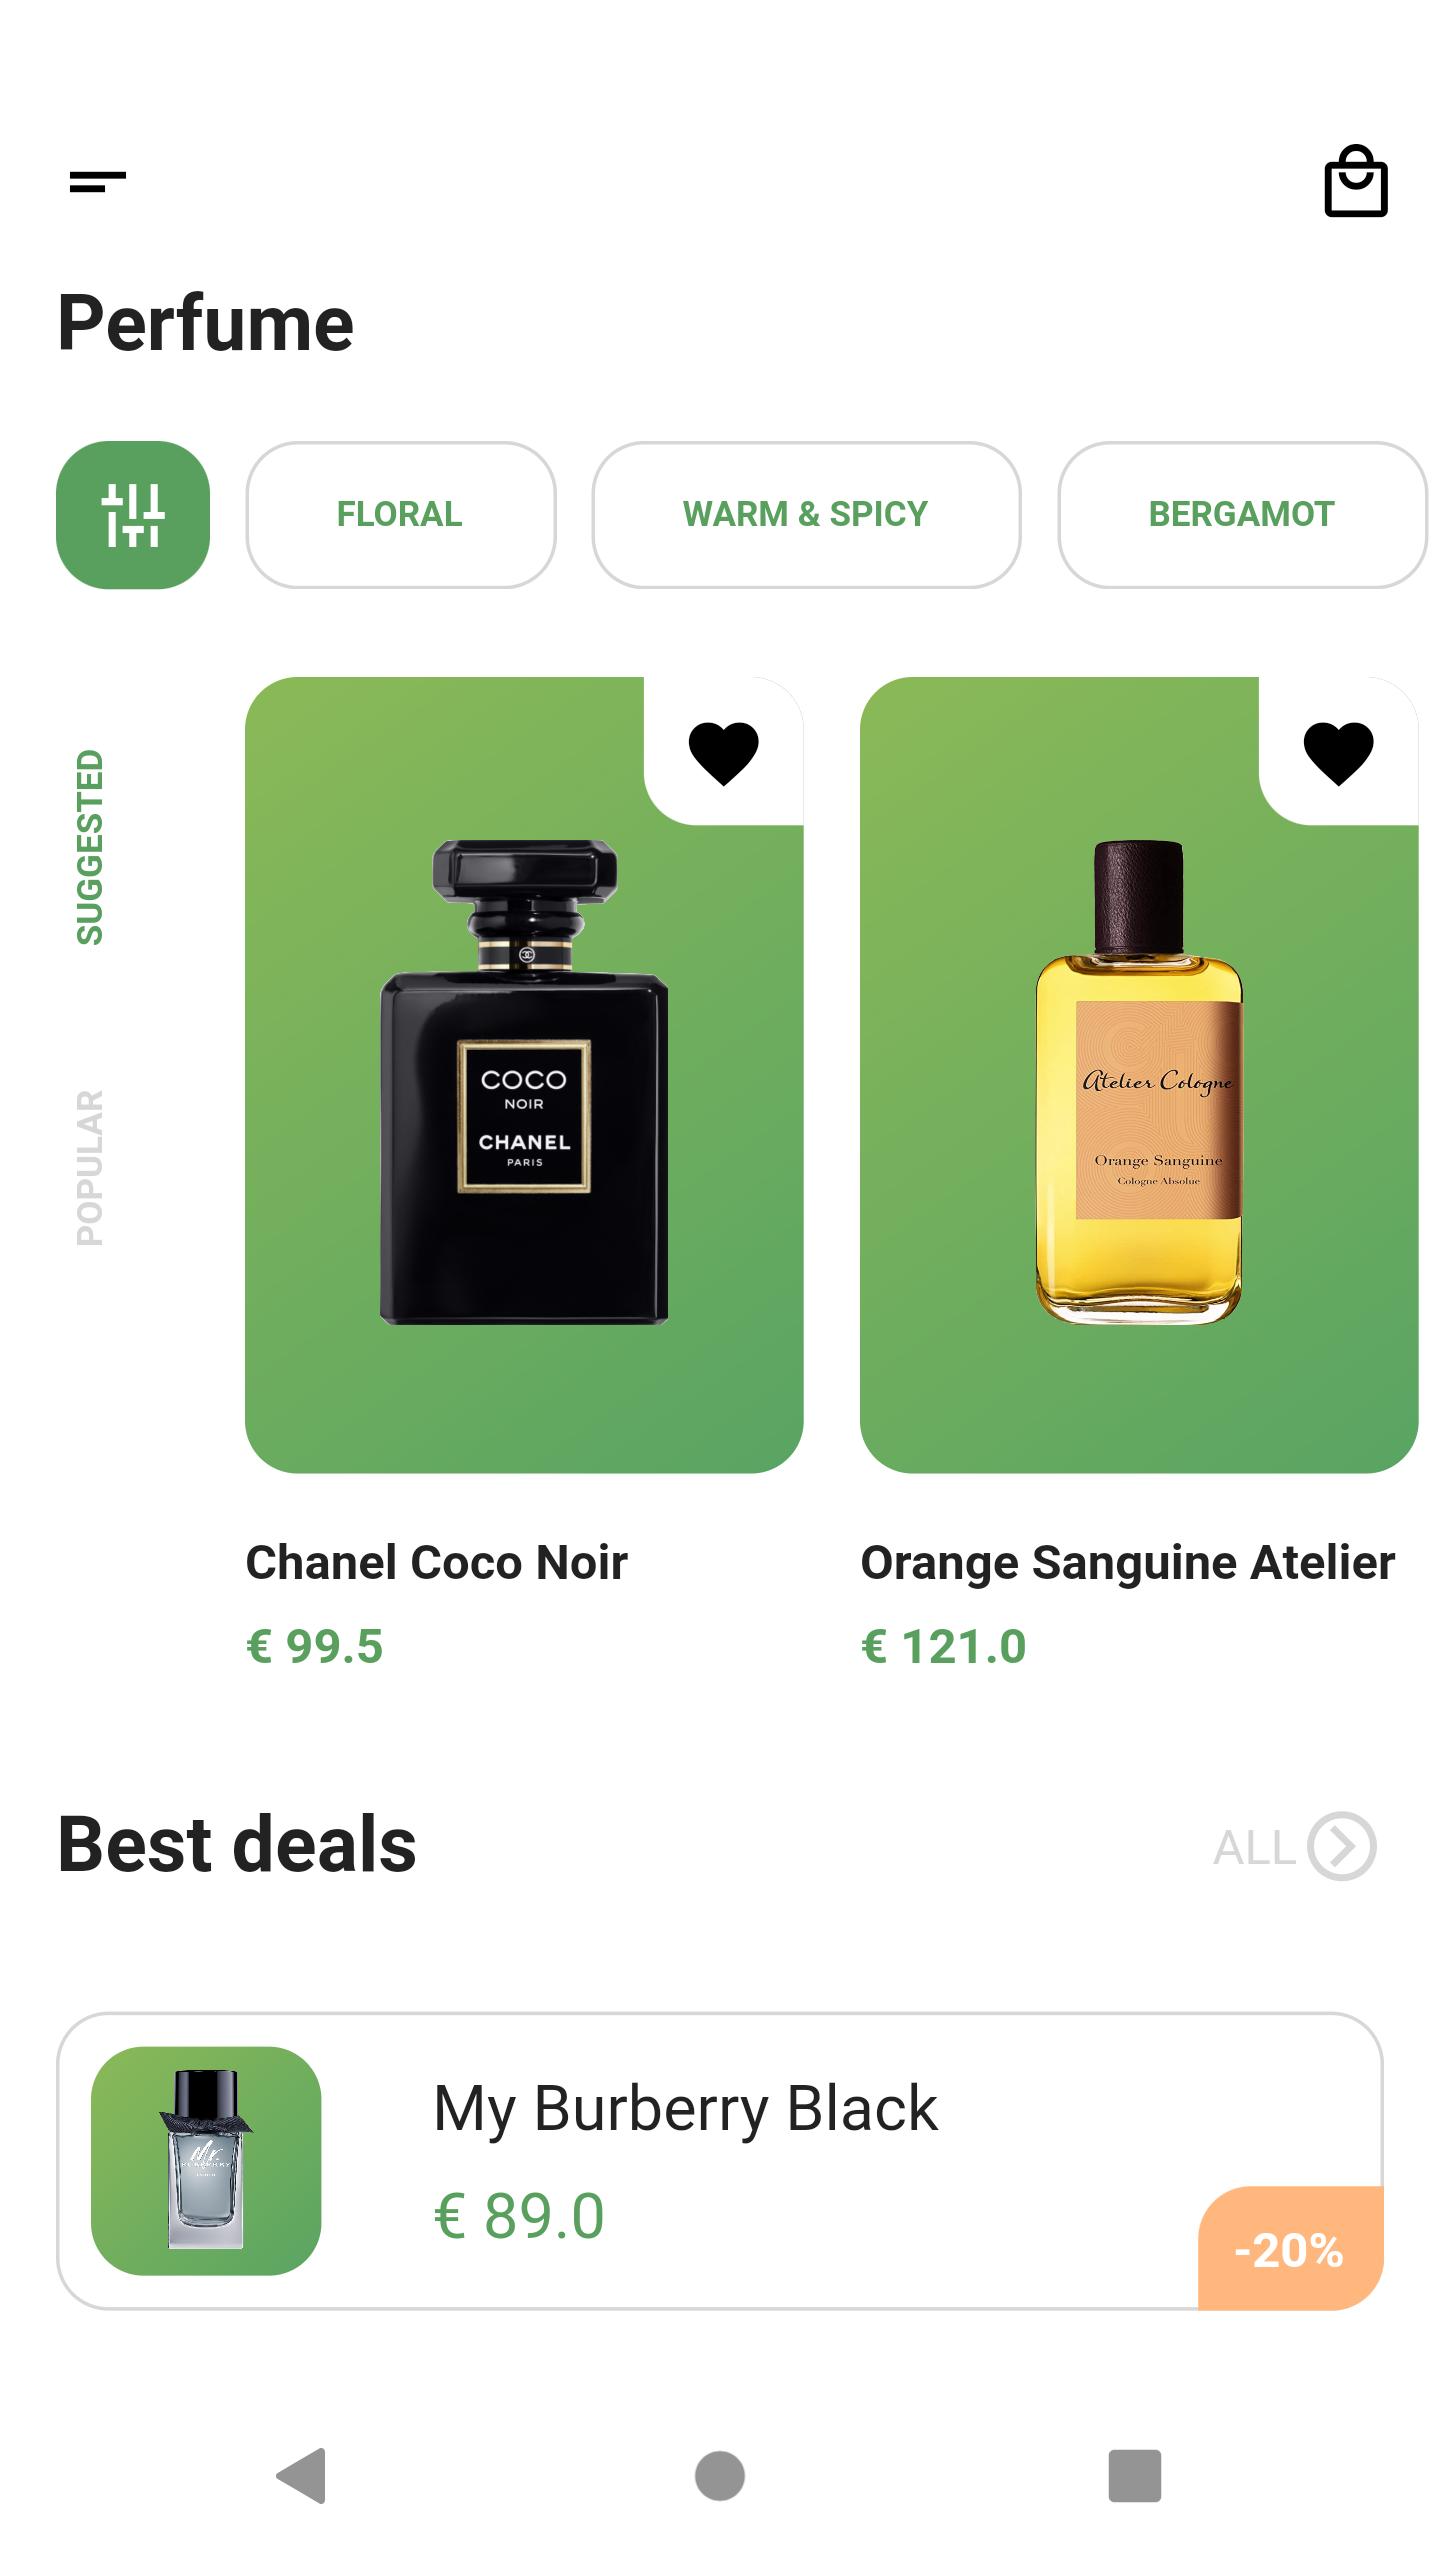 Perfume
FLORAL
WARM & SPICY
BERGAMOT
SUGGESTED
POPULAR
COCO
NOIR
CHANEL
PARIS
Atelier Cologne
Orange Sanguine
Cologne Absolue
Chanel Coco Noir
€ 99.5
Orange Sanguine Atelier
€ 121.0
Best deals
ALL
Mr.
BURBERRY
My Burberry Black
€ 89.0
-20%